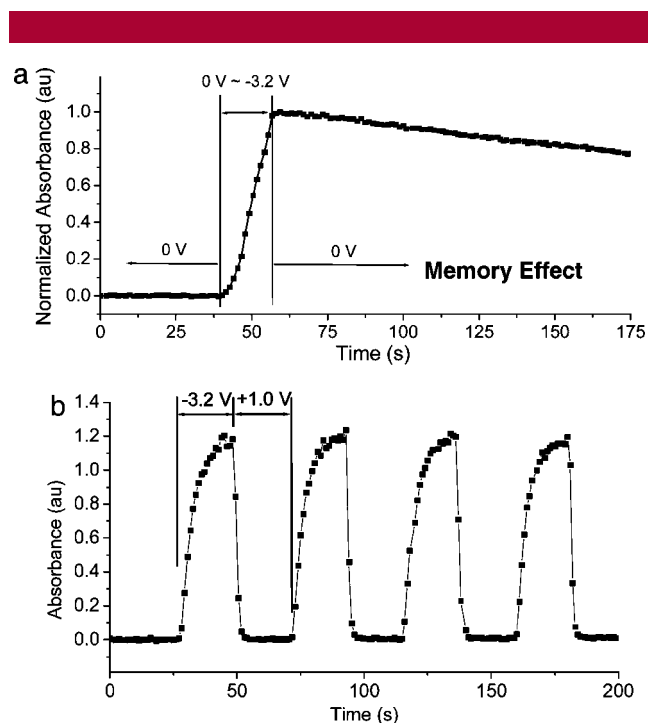 a
0 V ~ -3.2 V
Normalized Absorbance (au)
1.0
0.8
0.6
0.4
0.2
0.0
0 V
0 V
Memory Effect
0 25 50 75 100 125 150 175
Time (s)
b
-3.2 V +1.0 V
Absorbance (au)
1.4
1.2
1.0
0.8
0.6
0.4
0.2
0.0
0 50 100 150 200
Time (s)